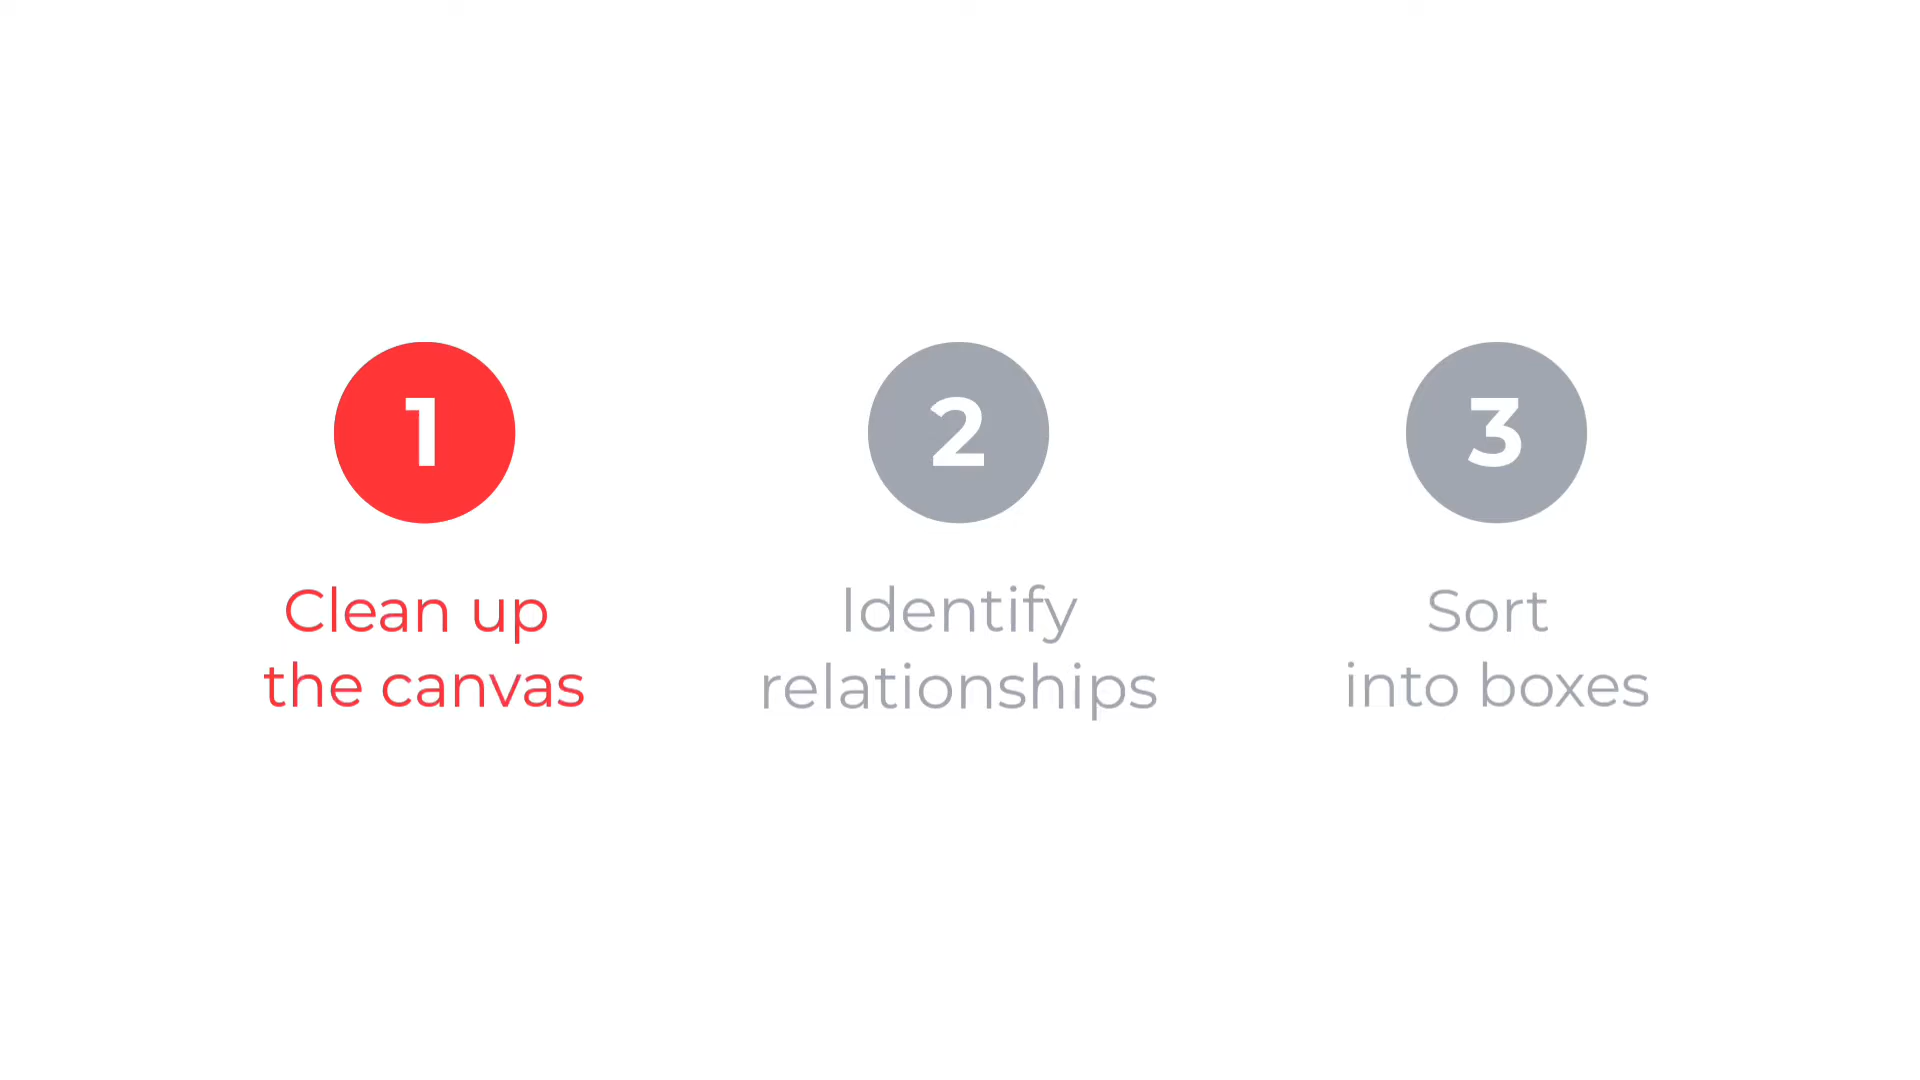 1
Clean up
the canvas
2
Identify
relationships
3
Sort
into boxes